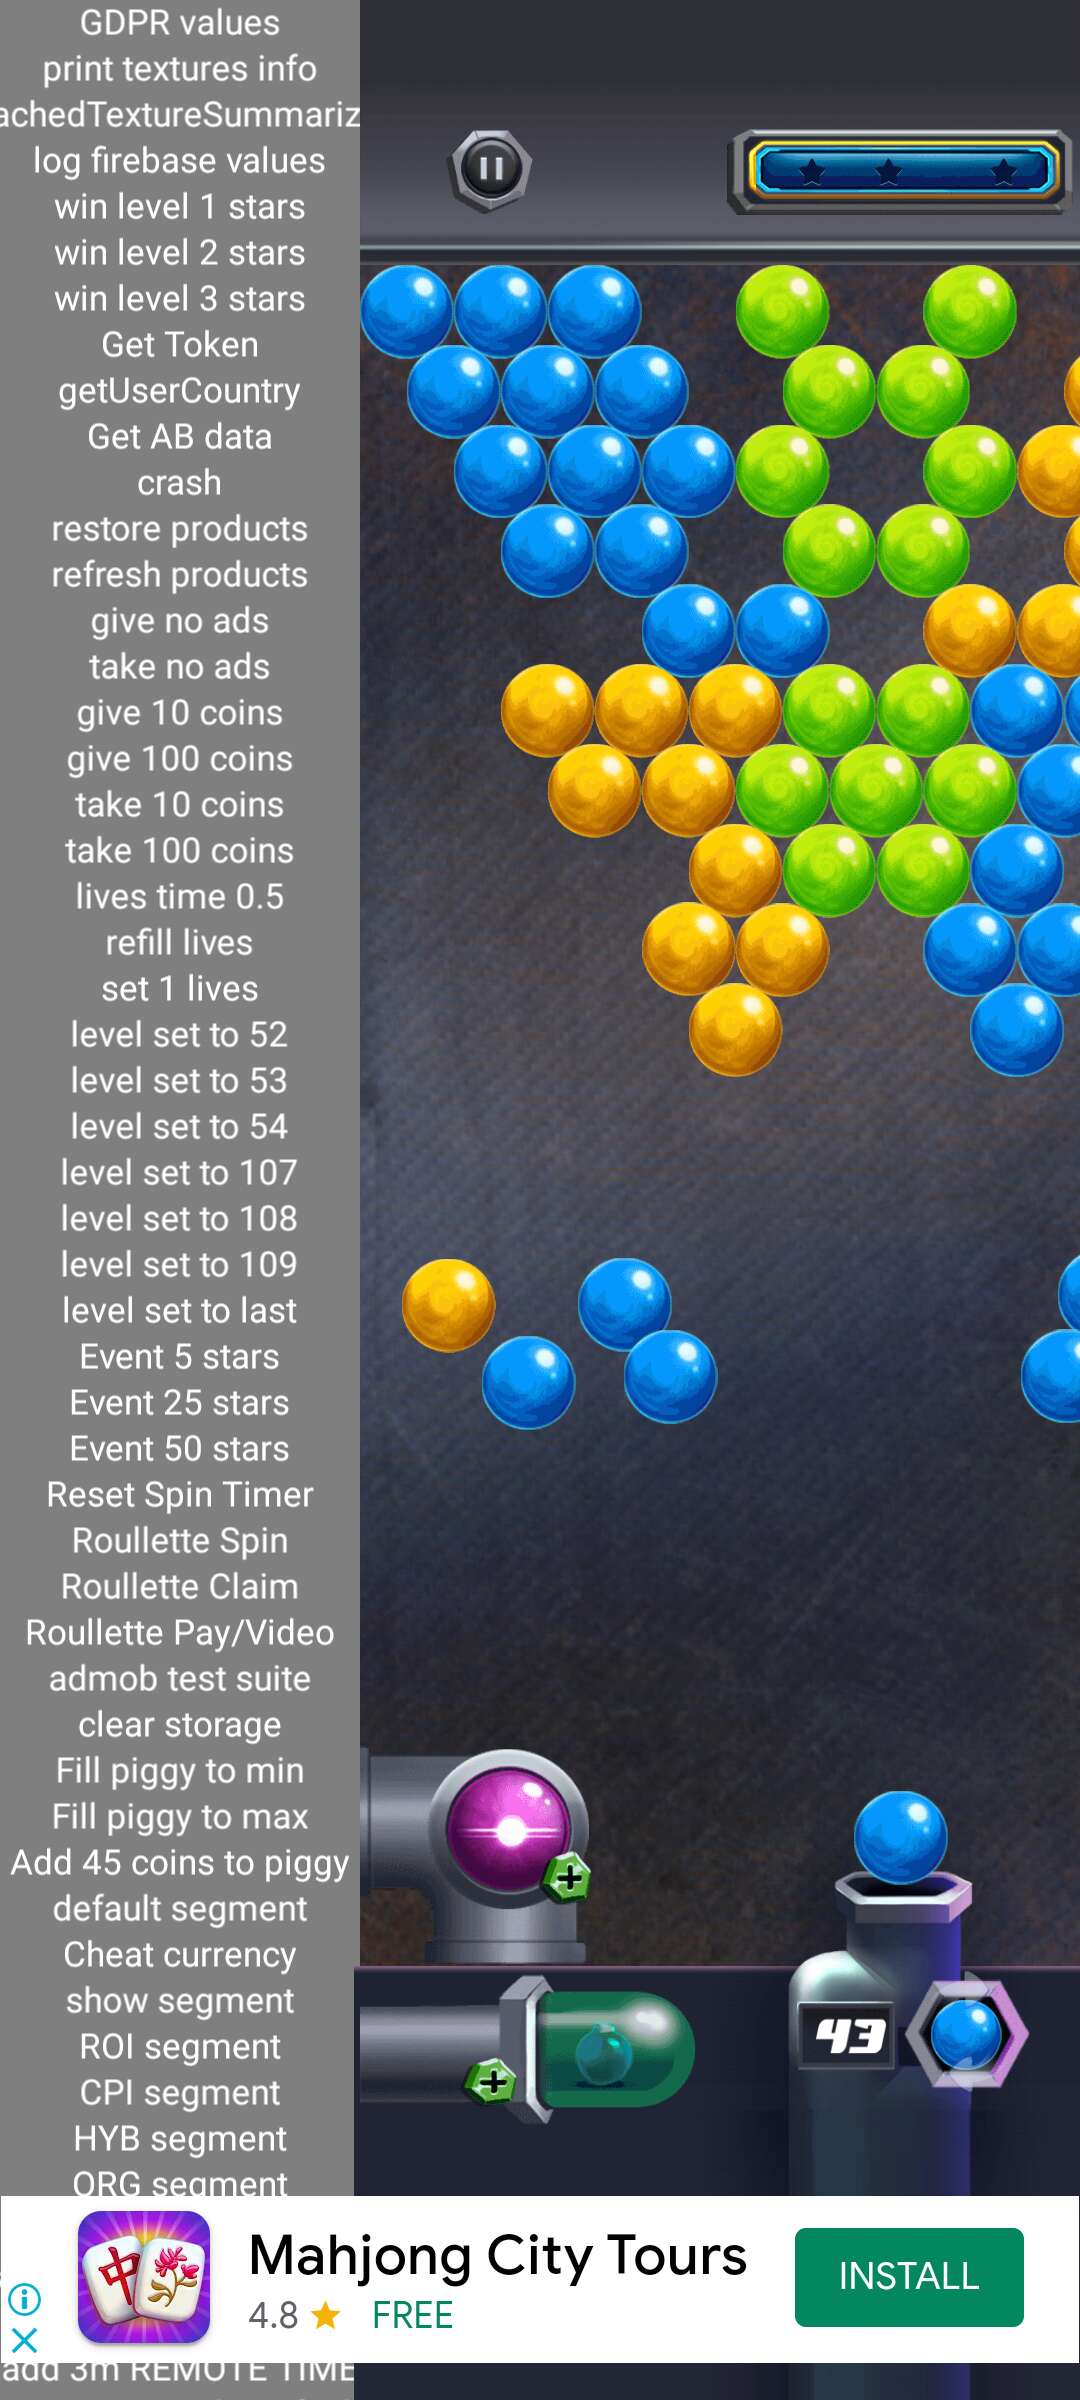 GDPR values
print textures info
achedTextureSummariz
log firebase values
win level 1 stars
win level 2 stars
win level 3 stars
Get Token
getUserCountry
Get AB data
crash
restore products
refresh products
give no ads
take no ads
give 10 coins
give 100 coins
take 10 coins
take 100 coins
lives time 0.5
refill lives
set 1 lives
level set to 52
level set to 53
level set to 54
level set to 107
level set to 108
level set to 109
level set to last
Event 5 stars
Event 25 stars
Event 50 stars
Reset Spin Timer
Roullette Spin
Roullette Claim
Roullette Pay/Video
admob test suite
clear storage
Fill piggy to min
Fill piggy to max
Add 45 coins to piggy
default segment
Cheat currency
show segment
ROI segment
CPI segment
HYB segment
ORG segment
43
中
Mahjong City Tours
4.8 FREE
INSTALL
add 3m REMOTE TIME